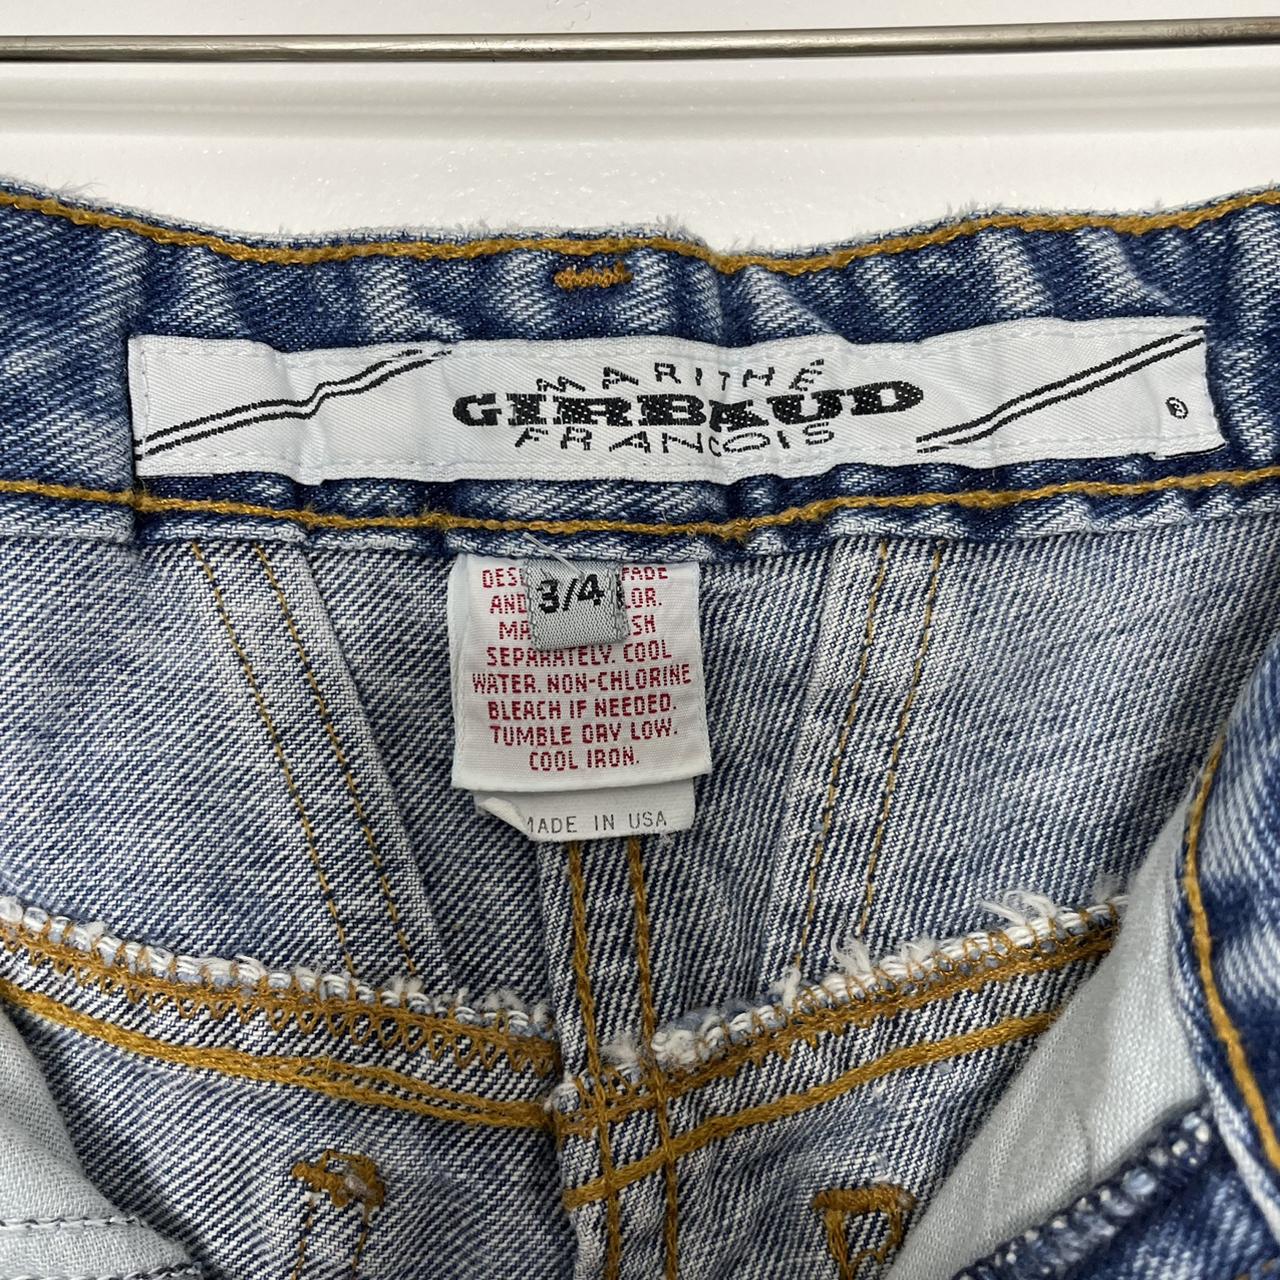 MARITHÉ
GIRBAUD
FRANCOIS
®
3/4
FADE
AND
SEPARATELY. COOL
WATER. NON-CHLORINE
BLEACH IF NEEDED.
TUMBLE DRY LOW.
COOL IRON.
MADE IN USA